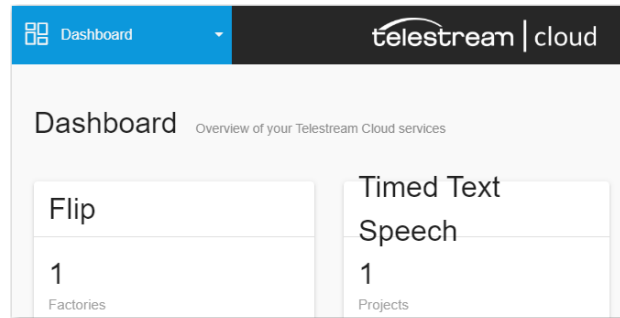 Dashboard
telestream | cloud
Dashboard Overview of your Telestream Cloud services
Flip
Timed Text
Speech
1
Factories
1
Projects